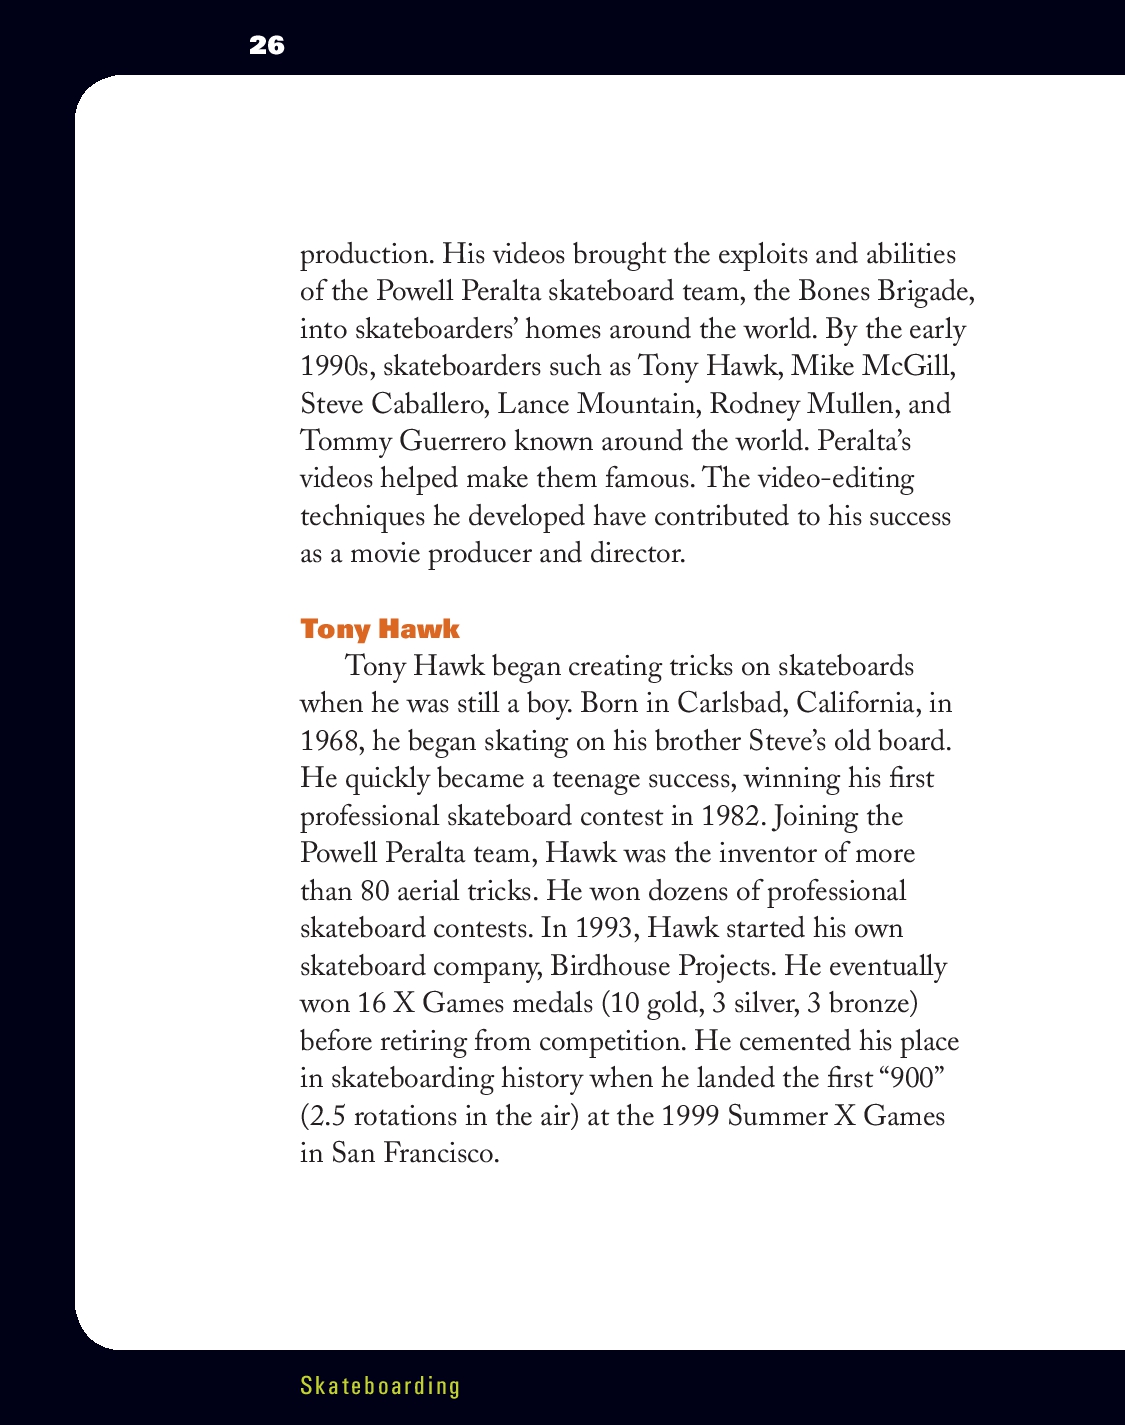 26
production. His videos brought the exploits and abilities
of the Powell Peralta skateboard team, the Bones Brigade,
into skateboarders’ homes around the world. By the early
1990s, skateboarders such as Tony Hawk, Mike McGill,
Steve Caballero, Lance Mountain, Rodney Mullen, and
Tommy Guerrero known around the world. Peralta’s
videos helped make them famous. The video-editing
techniques he developed have contributed to his success
as a movie producer and director.
Tony Hawk
Tony Hawk began creating tricks on skateboards
when he was still a boy. Born in Carlsbad, California, in
1968, he began skating on his brother Steve’s old board.
He quickly became a teenage success, winning his first
professional skateboard contest in 1982. Joining the
Powell Peralta team, Hawk was the inventor of more
than 80 aerial tricks. He won dozens of professional
skateboard contests. In 1993, Hawk started his own
skateboard company, Birdhouse Projects. He eventually
won 16 X Games medals (10 gold, 3 silver, 3 bronze)
before retiring from competition. He cemented his place
in skateboarding history when he landed the first “900”
(2.5 rotations in the air) at the 1999 Summer X Games
in San Francisco.
Skateboarding